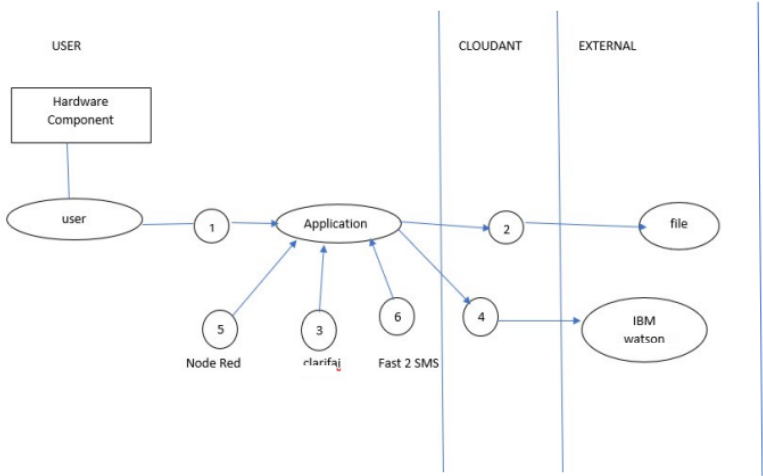 USER
CLOUDANT
EXTERNAL
Hardware
Component
user
1
Application
2
file
5
3
6
4
IBM
watson
Node Red
clarifai
Fast 2 SMS